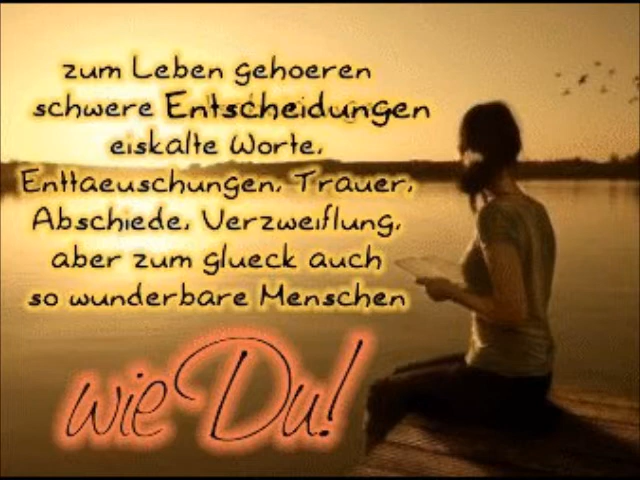 zum Leben gehoeren
schwere Entscheidungen
eiskalte Worte,
Enttaeuschungen, Trauer,
Abschiede, Verzweiflung,
aber zum glueck auch
so wunderbare Menschen
wie Du!